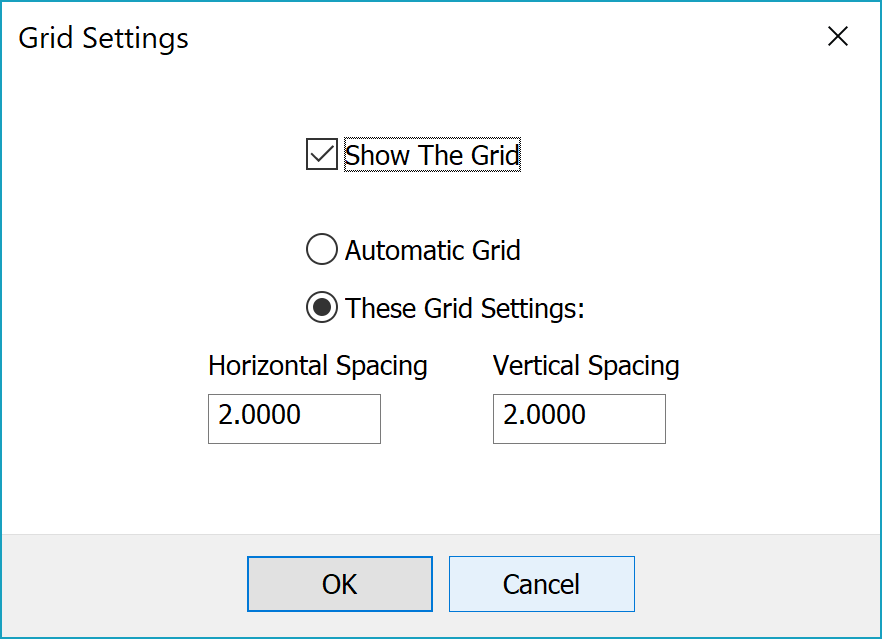 Grid Settings
Show The Grid
Automatic Grid
These Grid Settings:
Horizontal Spacing Vertical Spacing
2.0000 2.0000
OK Cancel